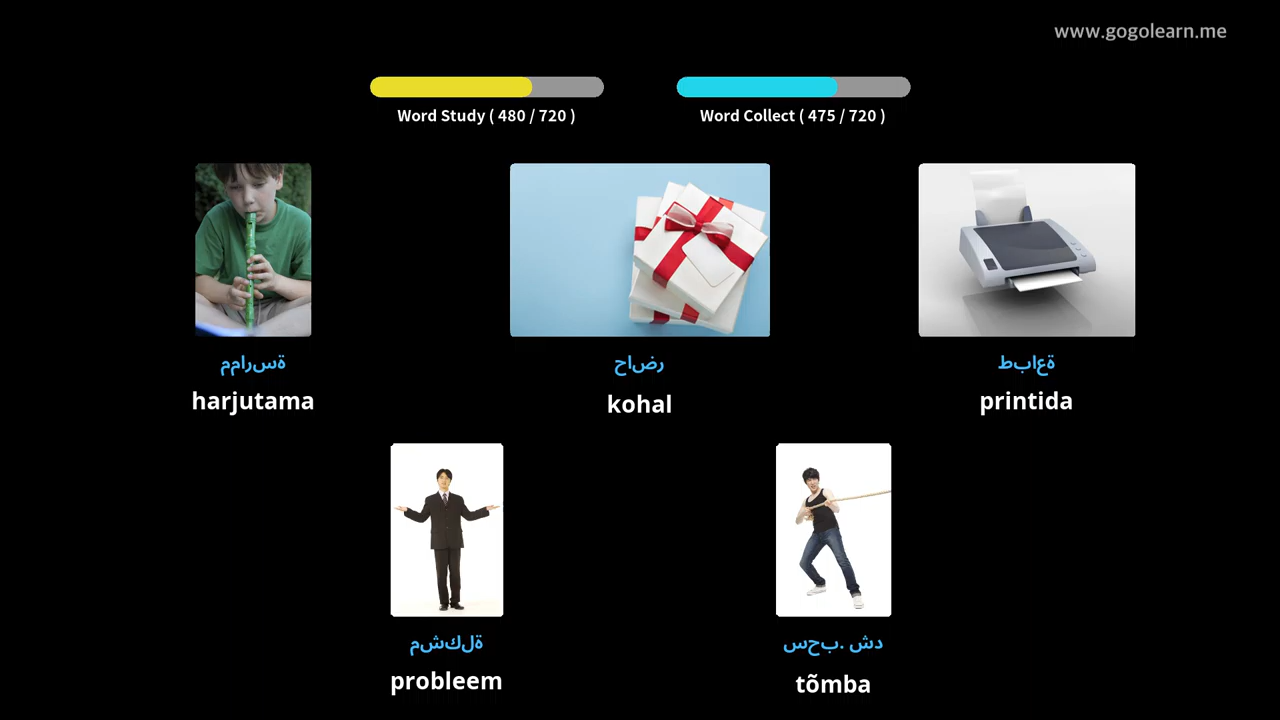 www.gogolearn.me
Word Study ( 480 / 720 )
Word Collect ( 475 / 720 )
ممارسة
حاضر
طباعة
harjutama
kohal
printida
مشكلة
سحب. شد
probleem
tõmba